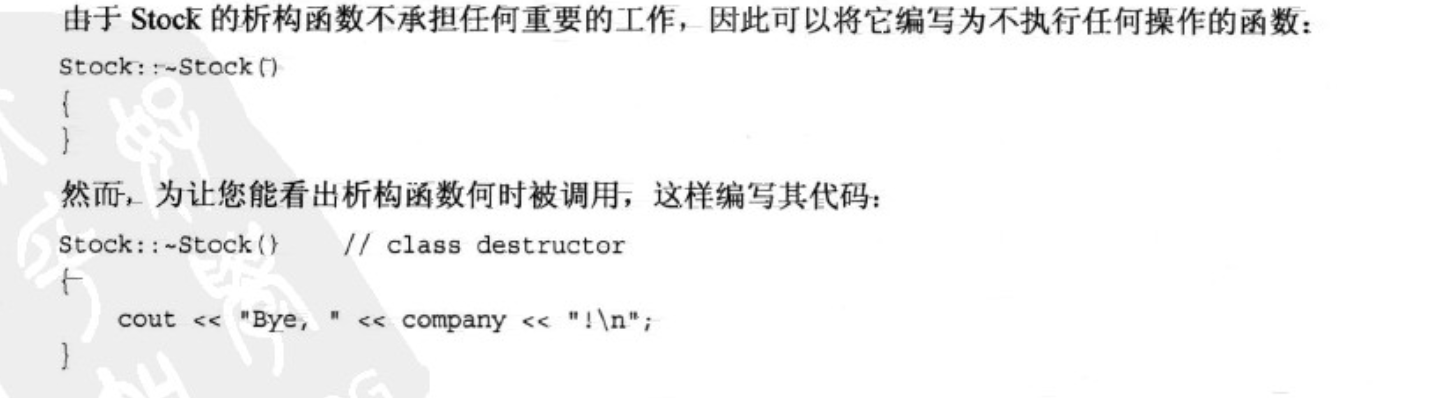 由于 Stock 的析构函数不承担任何重要的工作，因此可以将它编写为不执行任何操作的函数：
Stock::~Stock()
{
}
然而，为让您能看出析构函数何时被调用，这样编写其代码：
Stock::~Stock()    // class destructor
{
    cout << "Bye, " << company << "!\n";
}